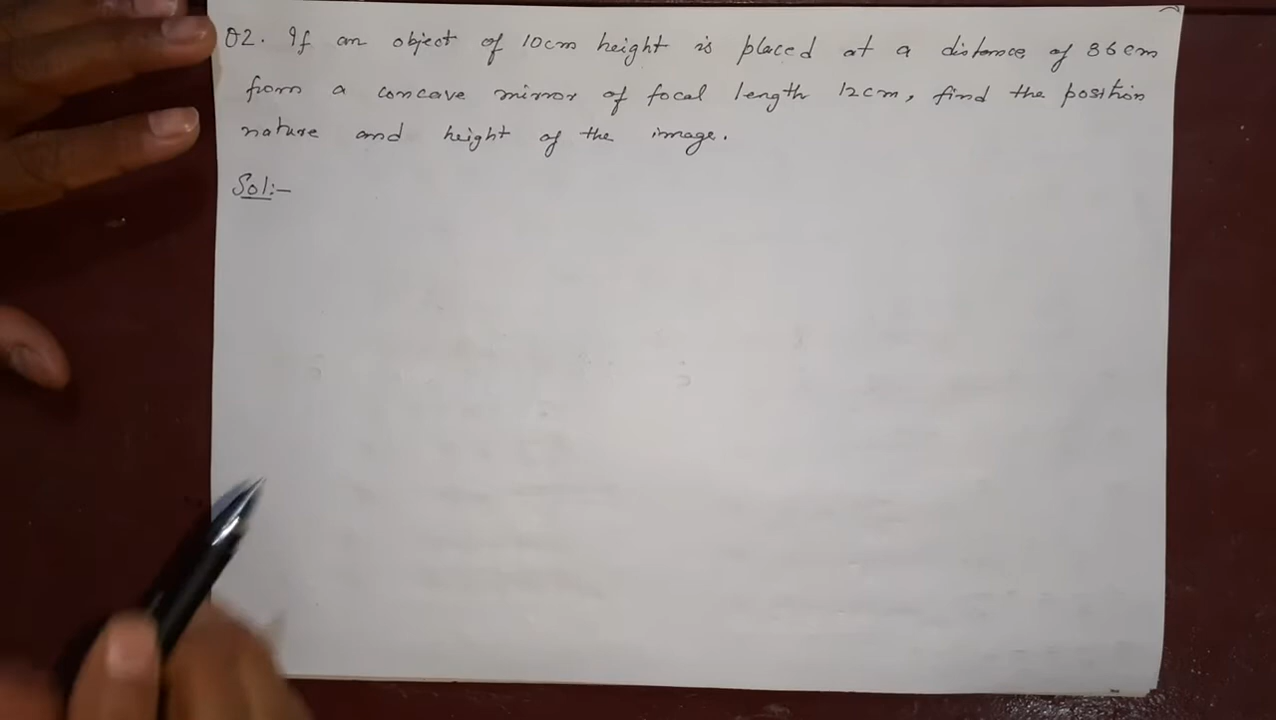 Q2. If an object of 10cm height is placed at a distance of 36cm
from a concave mirror of focal length 12cm, find the position
nature and height of the image.
Sol:-